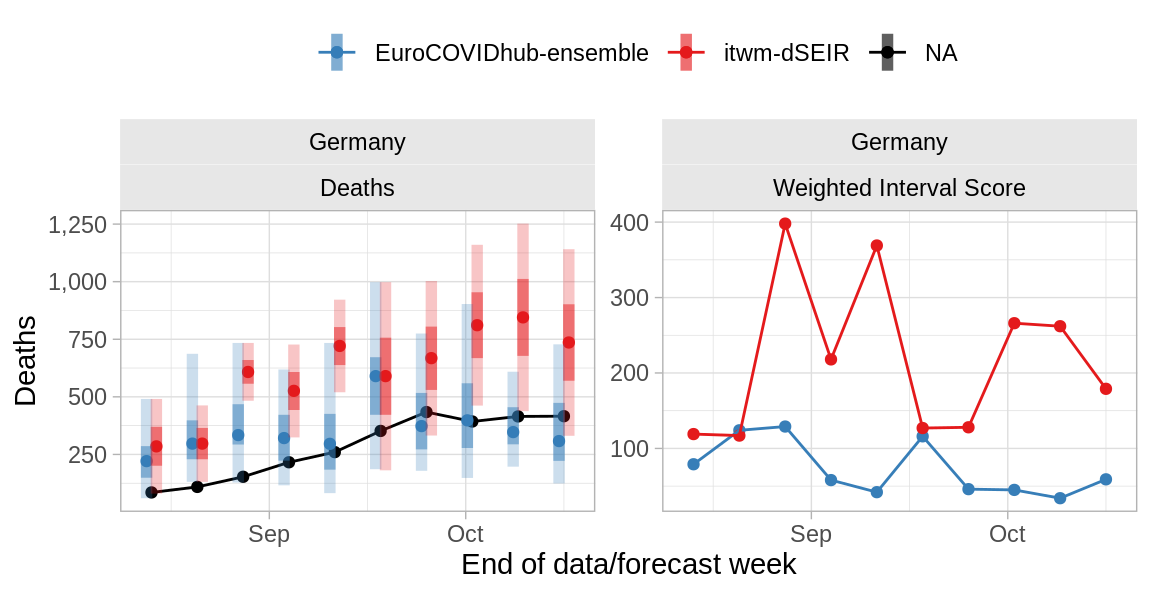 EuroCOVIDhub-ensemble itwm-dSEIR NA
Germany
Deaths
Germany
Weighted Interval Score
Deaths
1,250
1,000
750
500
250
Sep Oct
400
300
200
100
Sep Oct
End of data/forecast week